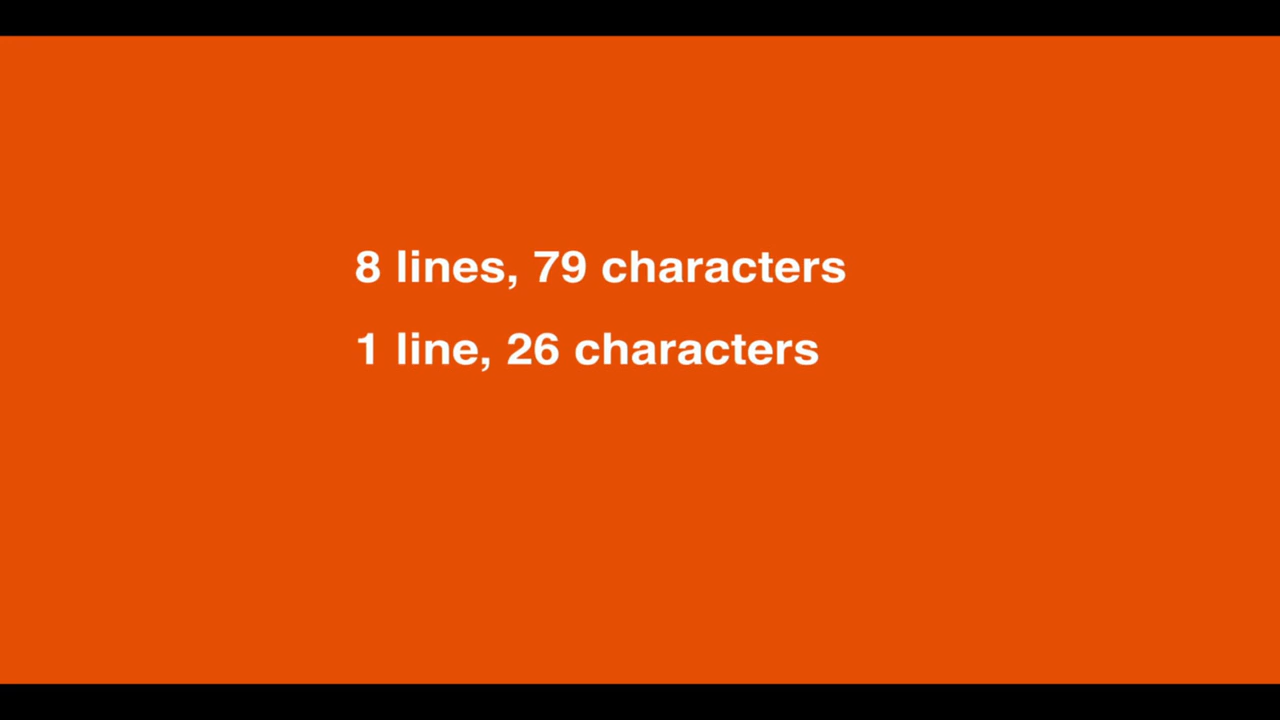 8 lines, 79 characters
1 line, 26 characters